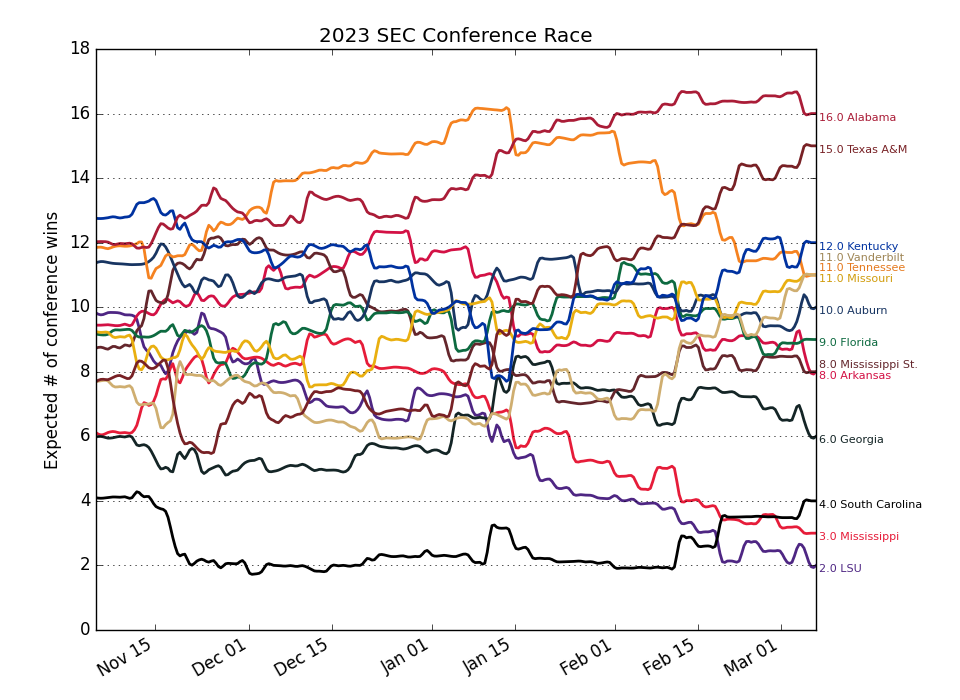 2023 SEC Conference Race
Expected # of conference wins
18
16
14
12
10
8
6
4
2
0
Nov 15
Dec 01
Dec 15
Jan 01
Jan 15
Feb 01
Feb 15
Mar 01
16.0 Alabama
15.0 Texas A&M
12.0 Kentucky
11.0 Vanderbilt
11.0 Tennessee
11.0 Missouri
10.0 Auburn
9.0 Florida
8.0 Mississippi St.
8.0 Arkansas
6.0 Georgia
4.0 South Carolina
3.0 Mississippi
2.0 LSU